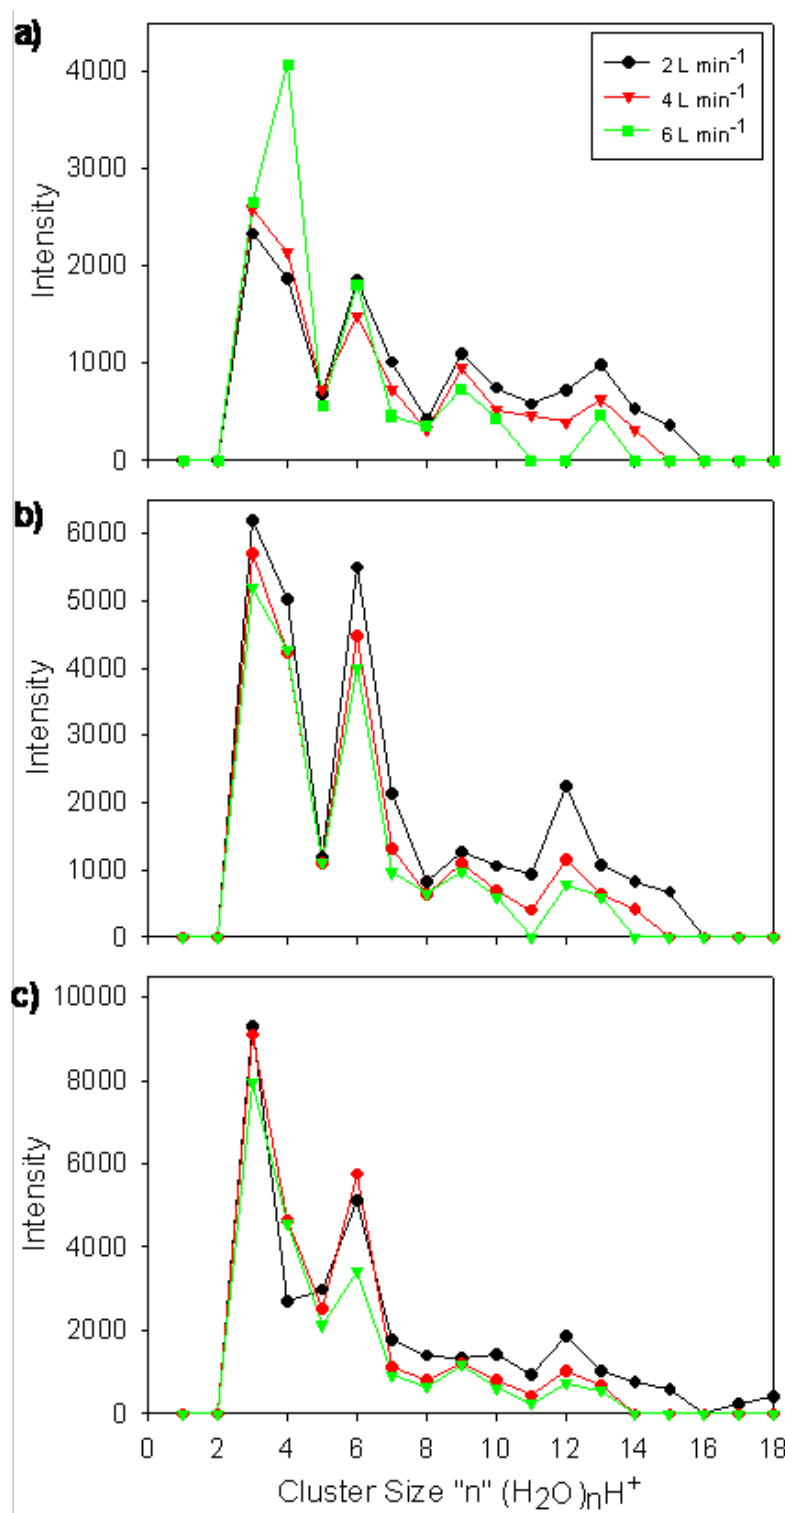 a)
4000
3000
2000
1000
0
Intensity
2 L min⁻¹
4 L min⁻¹
6 L min⁻¹
b)
6000
5000
4000
3000
2000
1000
0
Intensity
c)
10000
8000
6000
4000
2000
0
Intensity
0 2 4 6 8 10 12 14 16 18
Cluster Size "n" (H₂O)ₙH⁺